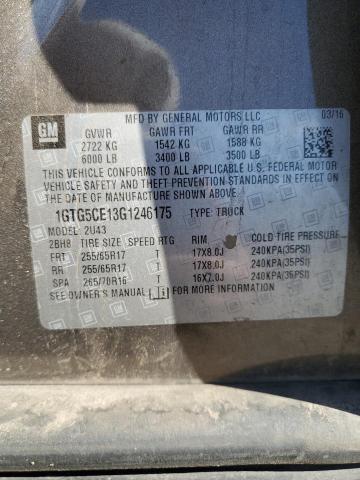 MFD BY GENERAL MOTORS LLC 03/16
GM
GVWR GAWR FRT GAWR RR
2722 KG 1542 KG 1588 KG
6000 LB 3400 LB 3500 LB
THIS VEHICLE CONFORMS TO ALL APPLICABLE U.S. FEDERAL MOTOR
VEHICLE SAFETY AND THEFT PREVENTION STANDARDS IN EFFECT ON
THE DATE OF MANUFACTURE SHOWN ABOVE.
1GTG5CE13G1246175 TYPE: TRUCK
MODEL: 2U43
2BH8 TIRE SIZE SPEED RTG RIM COLD TIRE PRESSURE
FRT 255/65R17 T 17X8.0J 240KPA(35PSI)
RR 255/65R17 T 17X8.0J 240KPA(35PSI)
SPA 265/70R16 T 16X7.0J 240KPA(35PSI)
SEE OWNER'S MANUAL FOR MORE INFORMATION.